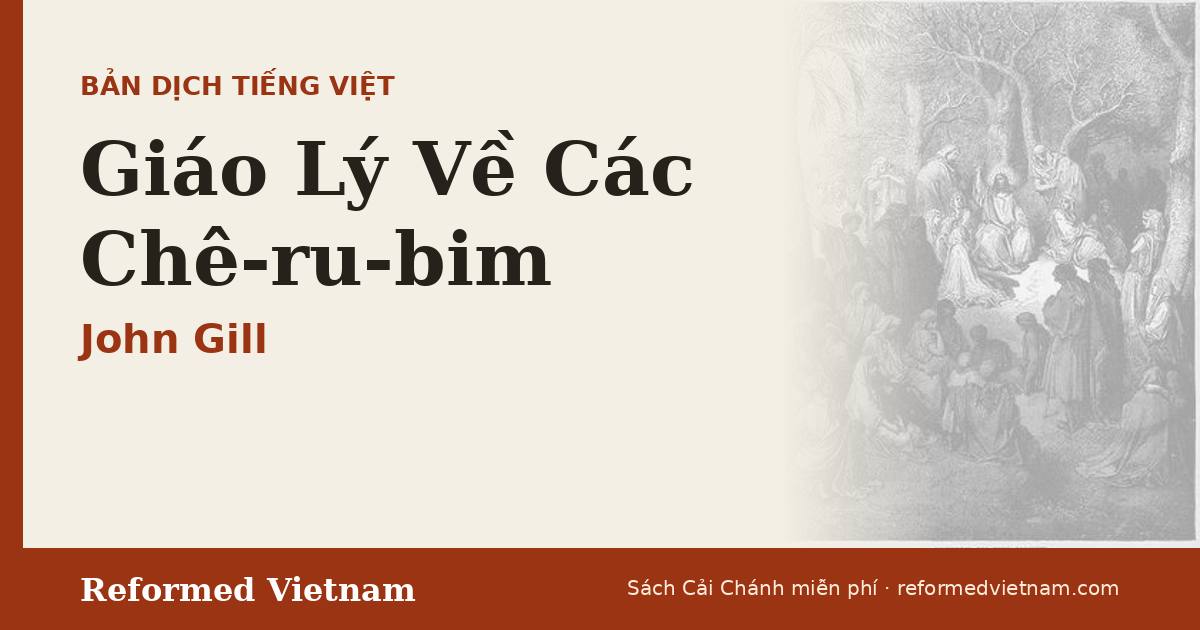 BẢN DỊCH TIẾNG VIỆT
Giáo Lý Về Các
Chê-ru-bim
John Gill
Reformed Vietnam
Sách Cải Chánh miễn phí · reformedvietnam.com